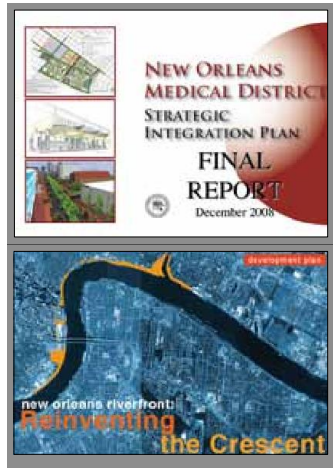 NEW ORLEANS
MEDICAL DISTRICT
STRATEGIC
INTEGRATION PLAN
FINAL
REPORT
December 2008
development plan
new orleans riverfront:
Reinventing
the Crescent